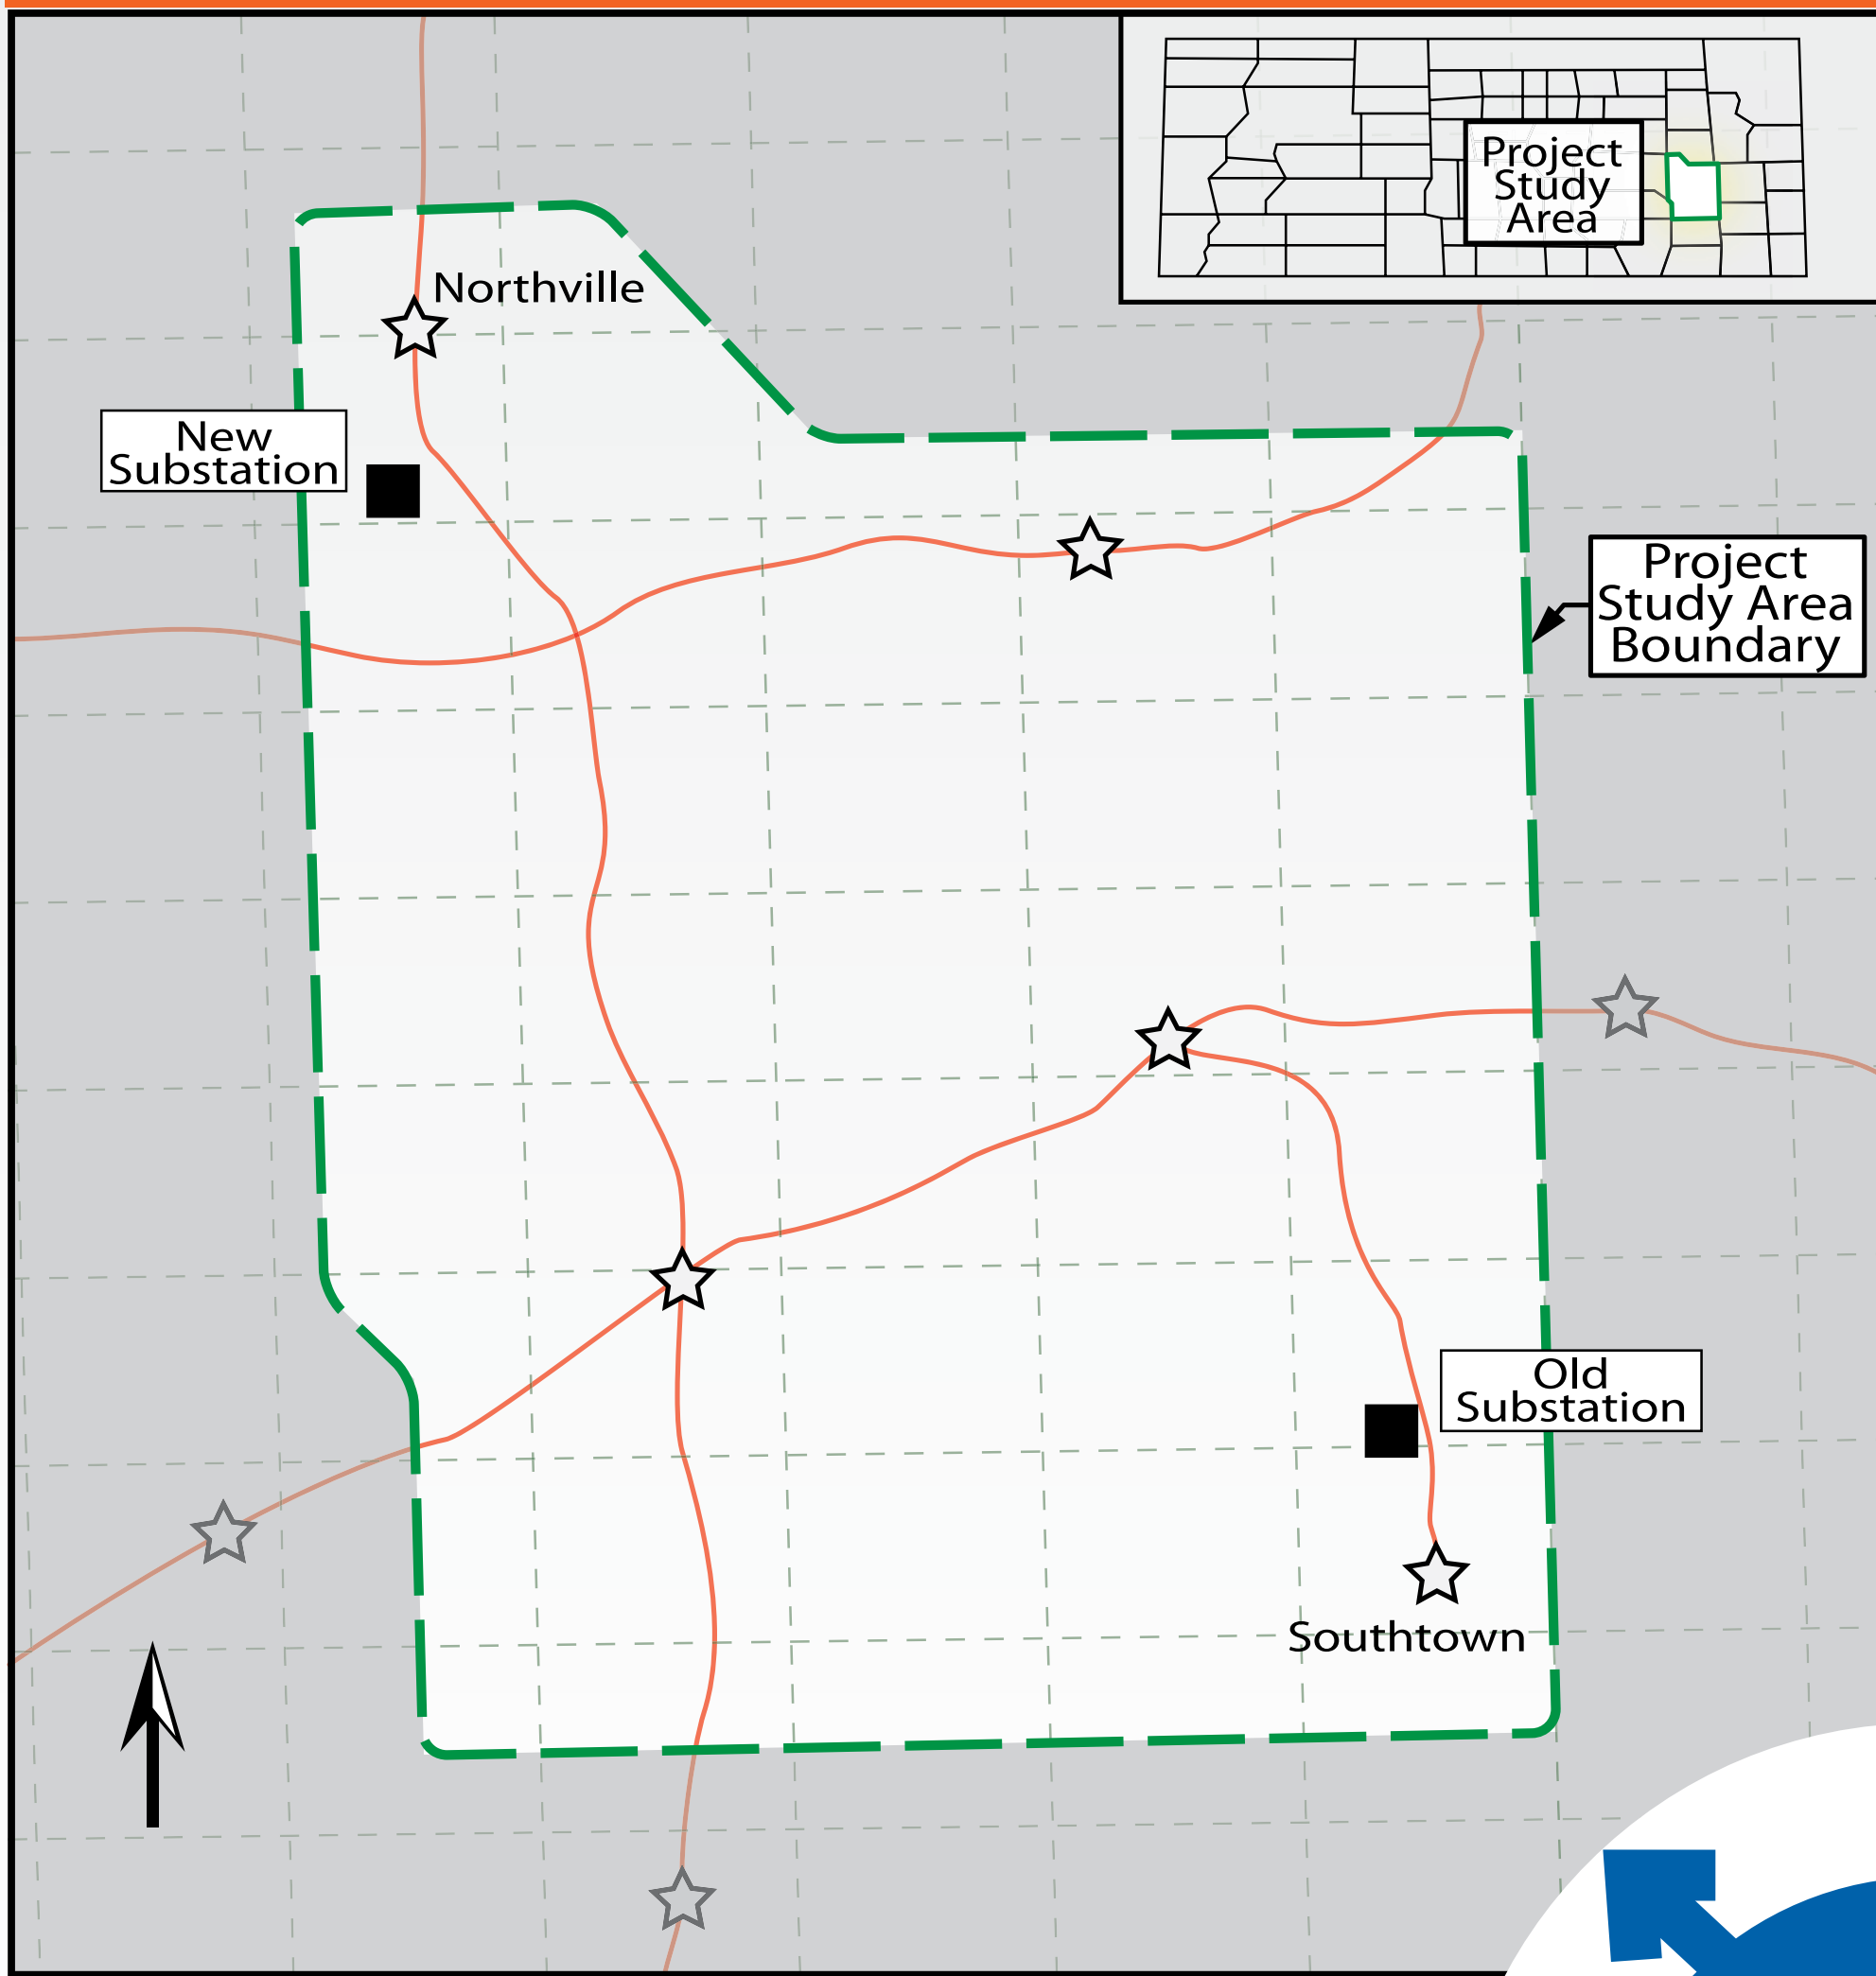 Project
Study
Area
Northville
New
Substation
Project
Study Area
Boundary
Old
Substation
Southtown